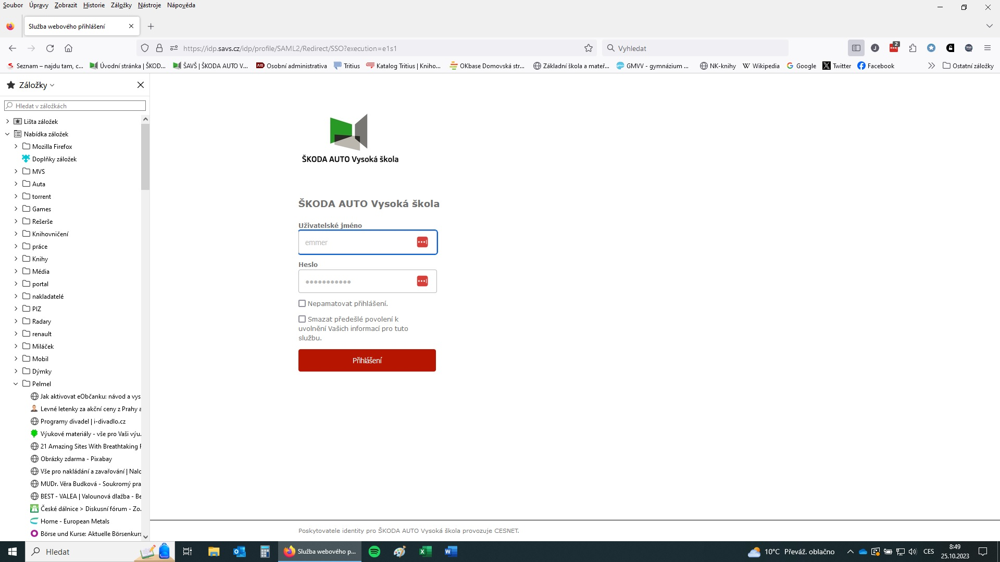 Soubor Úpravy Zobrazit Historie Záložky Nástroje Nápověda
Služba webového přihlášení
https://idp.savs.cz/idp/profile/SAML2/Redirect/SSO?execution=e1s1
Vyhledat
2
J
Seznam – najdu tam, c...
Úvodní stránka | ŠKOD...
ŠAVŠ | ŠKODA AUTO V...
Osobní administrativa
Tritius
Katalog Tritius | Kniho...
OKbase Domovská str...
Základní škola a mateř...
GMVV - gymnázium ...
NK-knihy
Wikipedia
Google
Twitter
Facebook
Ostatní záložky
Záložky
Hledat v záložkách
Lišta záložek
Nabídka záložek
Mozilla Firefox
Doplňky záložek
MVS
Auta
torrent
Games
Rešerše
Knihovničení
práce
Knihy
Média
portal
nakladatelé
PIZ
Radary
renault
Miláček
Mobil
Dýmky
Pelmel
Jak aktivovat eObčanku: návod a vys
Levné letenky za akční ceny z Prahy a
Programy divadel | i-divadlo.cz
Výukové materiály - vše pro Vaši výu.
21 Amazing Sites With Breathtaking F
Obrázky zdarma - Pixabay
Vše pro nakládání a zavařování | Nalo
MUDr. Věra Budková - Soukromý pra
BEST - VALEA | Valounová dlažba - Be
České dálnice > Diskusní fórum - Zo.
Home - European Metals
Börse und Kurse: Aktuelle Börsenkurs
ŠKODA AUTO Vysoká škola
ŠKODA AUTO Vysoká škola
Uživatelské jméno
emmer
Heslo
Nepamatovat přihlášení.
Smazat předešlé povolení k
uvolnění Vašich informací pro tuto
službu.
Přihlášení
Poskytovatele identity pro ŠKODA AUTO Vysoká škola provozuje CESNET.
Hledat
Služba webového p...
10°C Převáž. oblačno
CES
8:49
25.10.2023